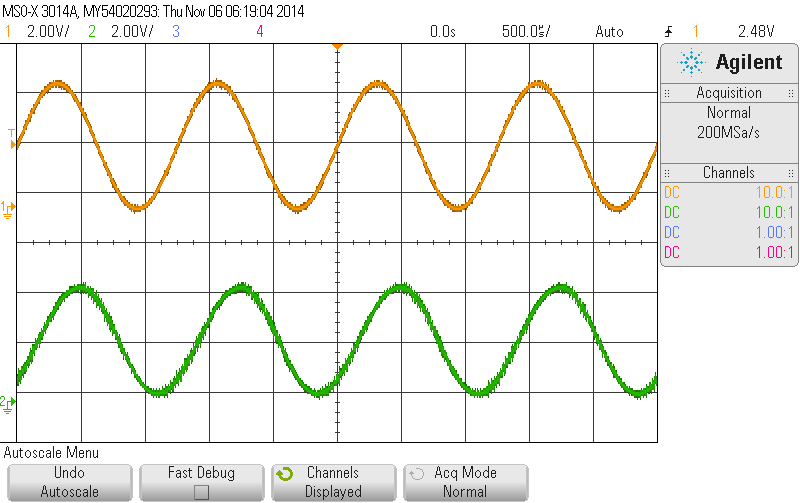 MSO-X 3014A, MY54020293: Thu Nov 06 06:19:04 2014
1 2.00V/ 2 2.00V/ 3 4 0.0s 500.0us/ Auto 1 2.48V
Agilent
Acquisition
Normal
200MSa/s
Channels
DC 10.0:1
DC 10.0:1
DC 1.00:1
DC 1.00:1
T
1
2
Autoscale Menu
Undo
Autoscale
Fast Debug
Channels
Displayed
Acq Mode
Normal